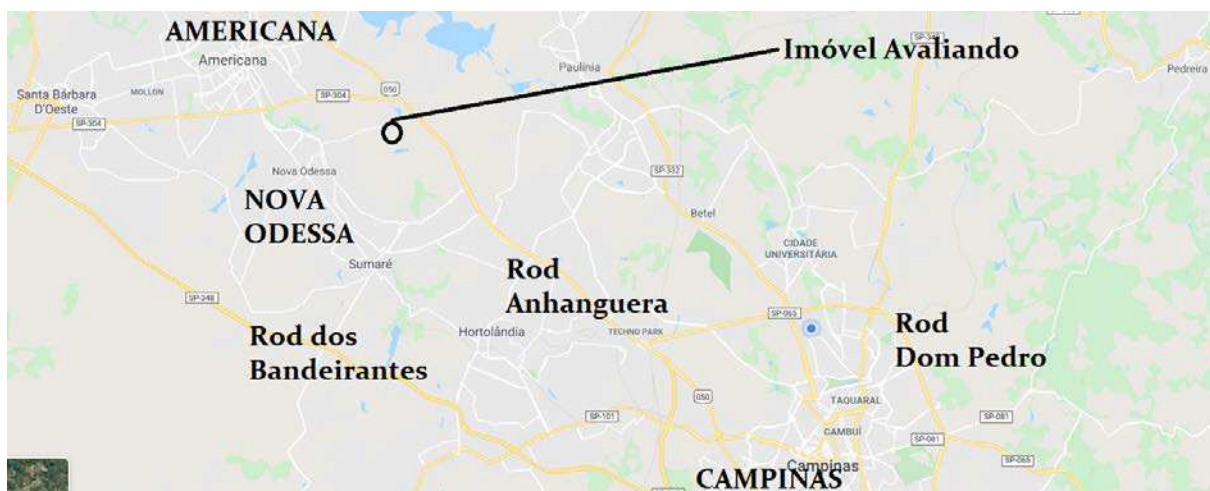 AMERICANA
Americana
Santa Bárbara
D'Oeste
MOLLON
SP-304
SP-304
SP-304
050
Paulínia
Imóvel Avaliando
Pedreira
Nova Odessa
NOVA
ODESSA
SP-332
Betel
CIDADE
UNIVERSITÁRIA
Sumaré
Rod
Anhanguera
SP-348
SP-065
Rod dos
Bandeirantes
Hortolândia
TECHNO PARK
Rod
Dom Pedro
050
TAQUARAL
SP-101
CAMBUÍ
SP-081
SP-081
SP-065
CAMPINAS
Campinas